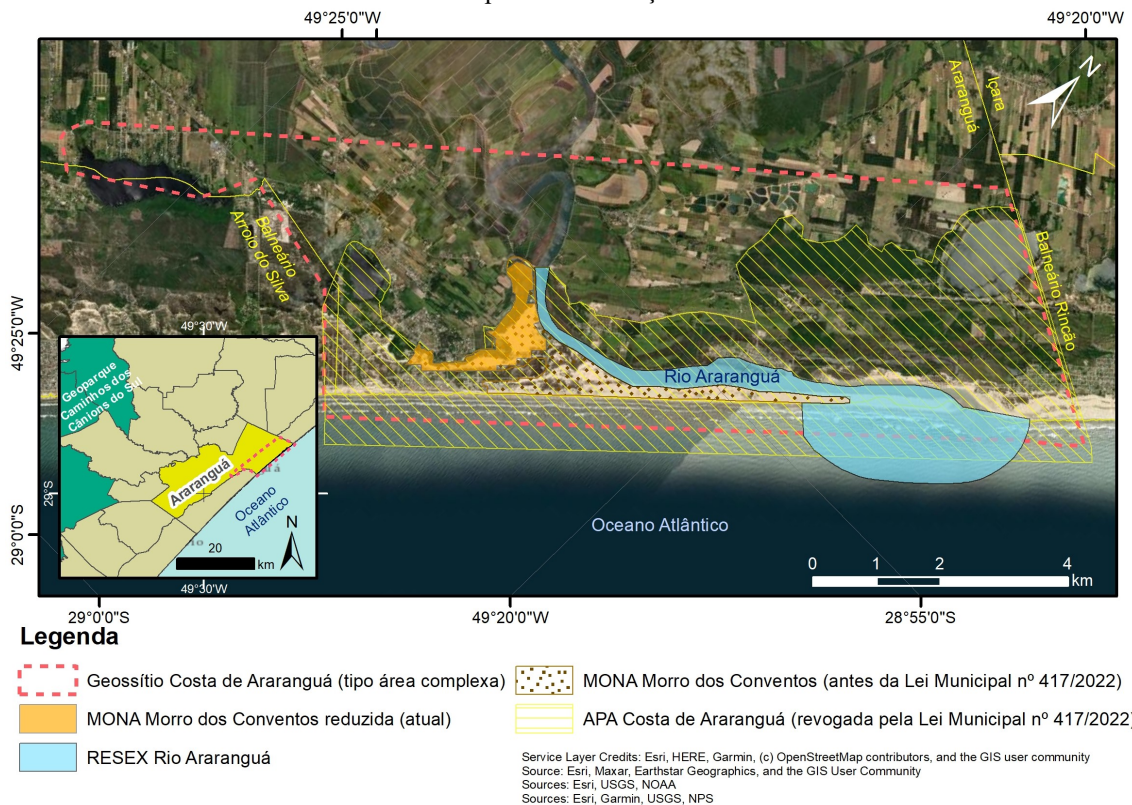 49°25'0"W
49°20'0"W
Içara
Araranguá
N
Balneário
Arroio do Silva
Balneário Rincão
49°25'0"W
29°0'0"S
Rio Araranguá
Oceano Atlântico
0 1 2 4
km
49°30'W
Geoparque
Caminhos dos
Cânions do Sul
Araranguá
Oceano
Atlântico
29°S
N
20
km
49°30'W
29°0'0"S
49°20'0"W
28°55'0"S
Legenda
Geossítio Costa de Araranguá (tipo área complexa)
MONA Morro dos Conventos reduzida (atual)
RESEX Rio Araranguá
MONA Morro dos Conventos (antes da Lei Municipal nº 417/2022)
APA Costa de Araranguá (revogada pela Lei Municipal nº 417/2022)
Service Layer Credits: Esri, HERE, Garmin, (c) OpenStreetMap contributors, and the GIS user community
Source: Esri, Maxar, Earthstar Geographics, and the GIS User Community
Sources: Esri, USGS, NOAA
Sources: Esri, Garmin, USGS, NPS